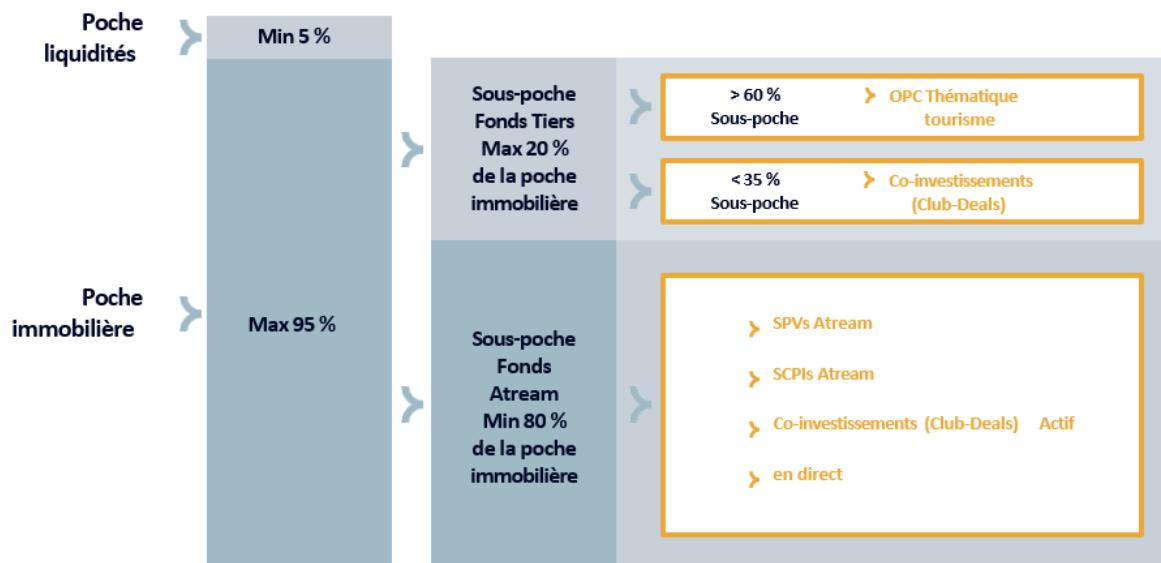 Poche
liquidités
Min 5 %
Poche
immobilière
Max 95 %
Sous-poche
Fonds Tiers
Max 20 %
de la poche
immobilière
> 60 %
Sous-poche
OPC Thématique
tourisme
< 35 %
Sous-poche
Co-investissements
(Club-Deals)
Sous-poche
Fonds
Atream
Min 80 %
de la poche
immobilière
SPVs Atream
SCPIs Atream
Co-investissements (Club-Deals) Actif
en direct